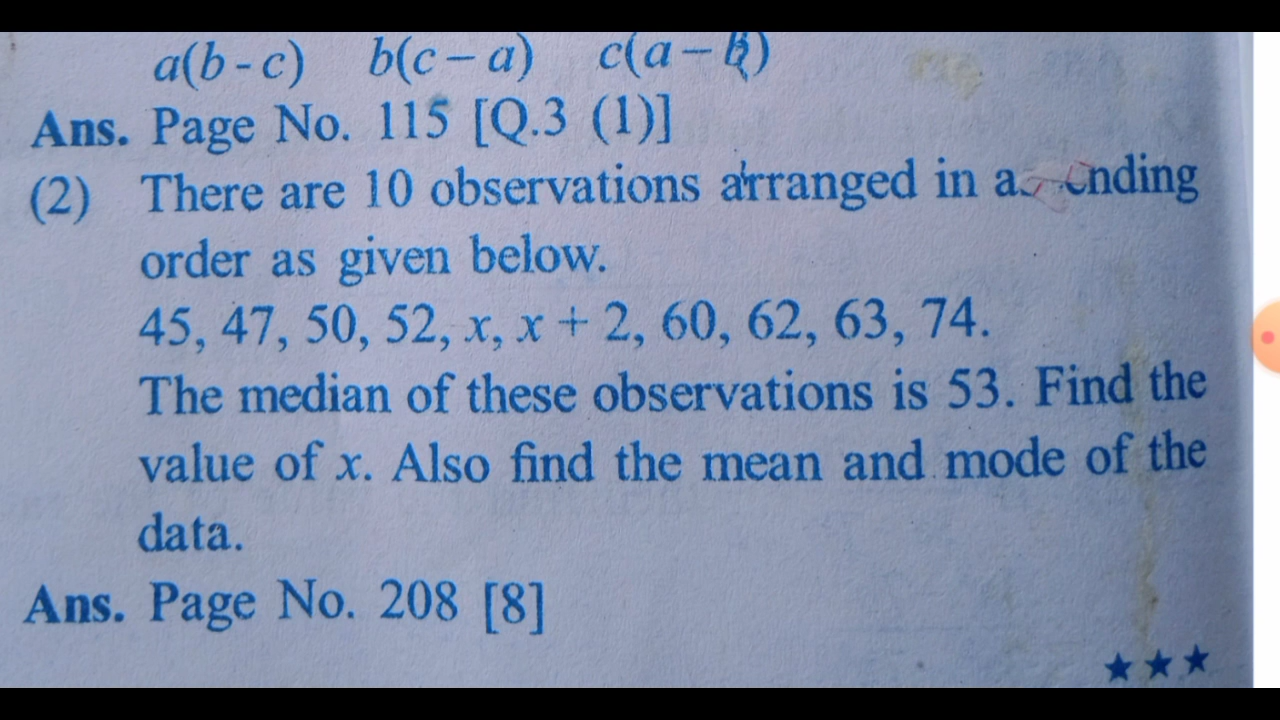 a(b - c) b(c – a) c(a – b)
Ans. Page No. 115 [Q.3 (1)]
(2) There are 10 observations arranged in
order as given below.
45, 47, 50, 52, x, x + 2, 60, 62, 63, 74.
The median of these observations is 53. Find the
value of x. Also find the mean and mode of the
data.
Ans. Page No. 208 [8]
★★★